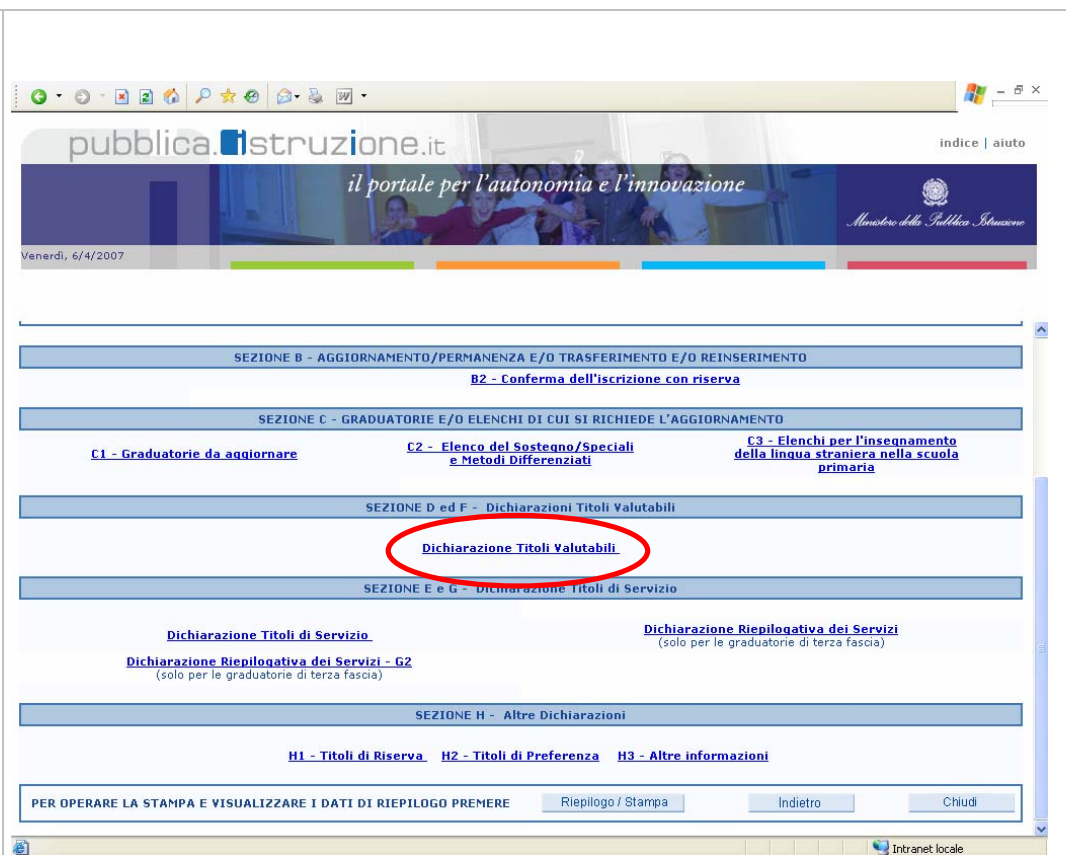 pubblica.istruzione.it
indice | aiuto
il portale per l'autonomia e l'innovazione
Ministero della Pubblica Istruzione
Venerdì, 6/4/2007
SEZIONE B - AGGIORNAMENTO/PERMANENZA E/O TRASFERIMENTO E/O REINSERIMENTO
B2 - Conferma dell'iscrizione con riserva
SEZIONE C - GRADUATORIE E/O ELENCHI DI CUI SI RICHIEDE L'AGGIORNAMENTO
C1 - Graduatorie da aggiornare
C2 - Elenco del Sostegno/Speciali
e Metodi Differenziati
C3 - Elenchi per l'insegnamento
della lingua straniera nella scuola
primaria
SEZIONE D ed F - Dichiarazioni Titoli Valutabili
Dichiarazione Titoli Valutabili
SEZIONE E e G - Dichiarazione Titoli di Servizio
Dichiarazione Titoli di Servizio
Dichiarazione Riepilogativa dei Servizi
(solo per le graduatorie di terza fascia)
Dichiarazione Riepilogativa dei Servizi - G2
(solo per le graduatorie di terza fascia)
SEZIONE H - Altre Dichiarazioni
H1 - Titoli di Riserva H2 - Titoli di Preferenza H3 - Altre informazioni
PER OPERARE LA STAMPA E VISUALIZZARE I DATI DI RIEPILOGO PREMERE Riepilogo / Stampa Indietro Chiudi
Intranet locale